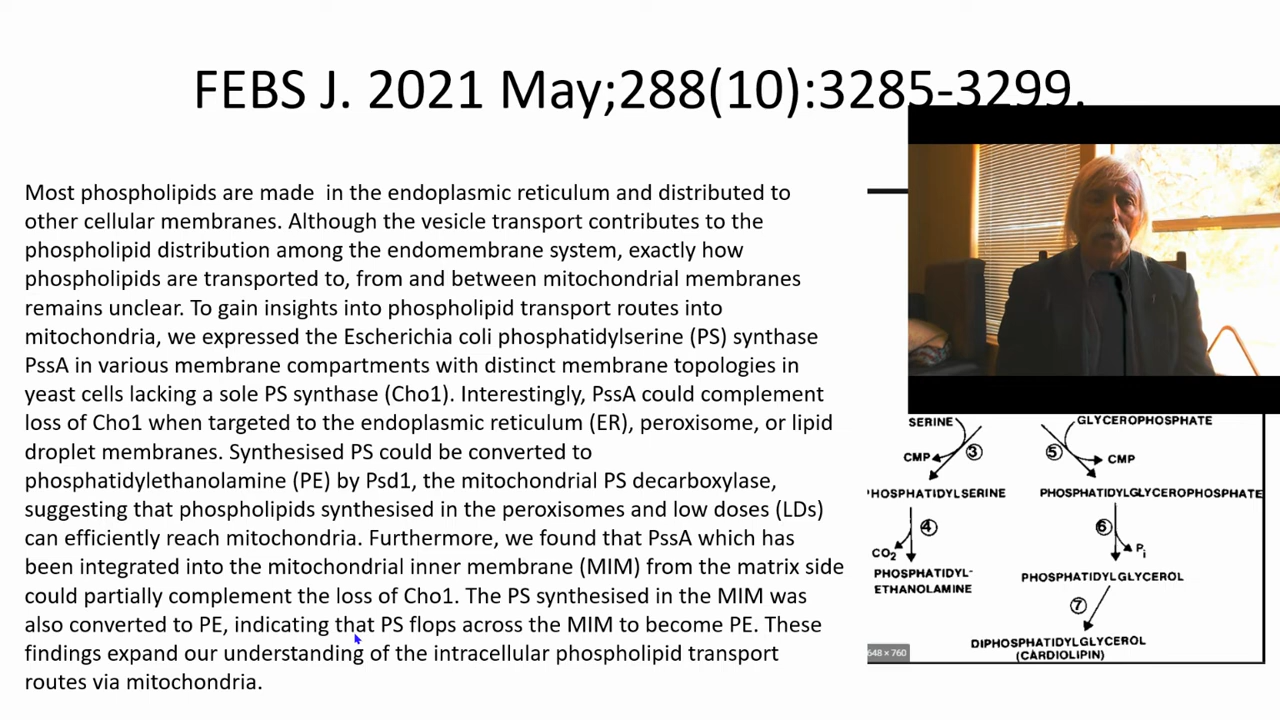 FEBS J. 2021 May;288(10):3285-3299.
Most phospholipids are made  in the endoplasmic reticulum and distributed to
other cellular membranes. Although the vesicle transport contributes to the
phospholipid distribution among the endomembrane system, exactly how
phospholipids are transported to, from and between mitochondrial membranes
remains unclear. To gain insights into phospholipid transport routes into
mitochondria, we expressed the Escherichia coli phosphatidylserine (PS) synthase
PssA in various membrane compartments with distinct membrane topologies in
yeast cells lacking a sole PS synthase (Cho1). Interestingly, PssA could complement
loss of Cho1 when targeted to the endoplasmic reticulum (ER), peroxisome, or lipid
droplet membranes. Synthesised PS could be converted to
phosphatidylethanolamine (PE) by Psd1, the mitochondrial PS decarboxylase,
suggesting that phospholipids synthesised in the peroxisomes and low doses (LDs)
can efficiently reach mitochondria. Furthermore, we found that PssA which has
been integrated into the mitochondrial inner membrane (MIM) from the matrix side
could partially complement the loss of Cho1. The PS synthesised in the MIM was
also converted to PE, indicating that PS flops across the MIM to become PE. These
findings expand our understanding of the intracellular phospholipid transport
routes via mitochondria.
SERINE
GLYCEROPHOSPHATE
CMP
3
5
CMP
PHOSPHATIDYLSERINE
PHOSPHATIDYLGLYCEROPHOSPHATE
4
6
CO2
Pi
PHOSPHATIDYL-
ETHANOLAMINE
PHOSPHATIDYLGLYCEROL
7
DIPHOSPHATIDYLGLYCEROL
(CARDIOLIPIN)
648 × 760